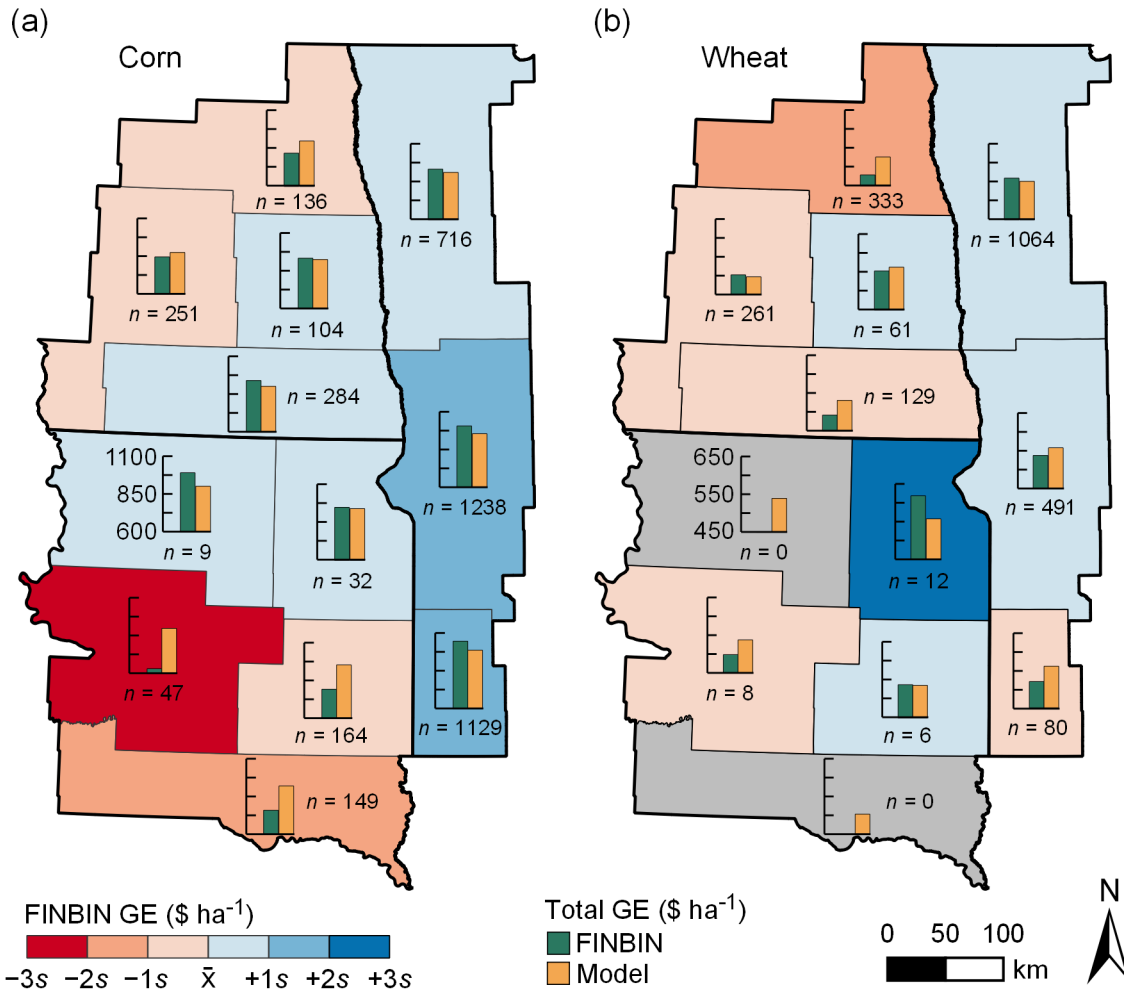 (a)
Corn
n = 136
n = 716
n = 251
n = 104
n = 284
1100
850
600
n = 9
n = 32
n = 1238
n = 47
n = 164
n = 1129
n = 149
(b)
Wheat
n = 333
n = 1064
n = 261
n = 61
n = 129
650
550
450
n = 0
n = 12
n = 491
n = 8
n = 6
n = 80
n = 0
FINBIN GE ($ ha⁻¹)
−3s −2s −1s x̄ +1s +2s +3s
Total GE ($ ha⁻¹)
FINBIN
Model
0 50 100
km
N